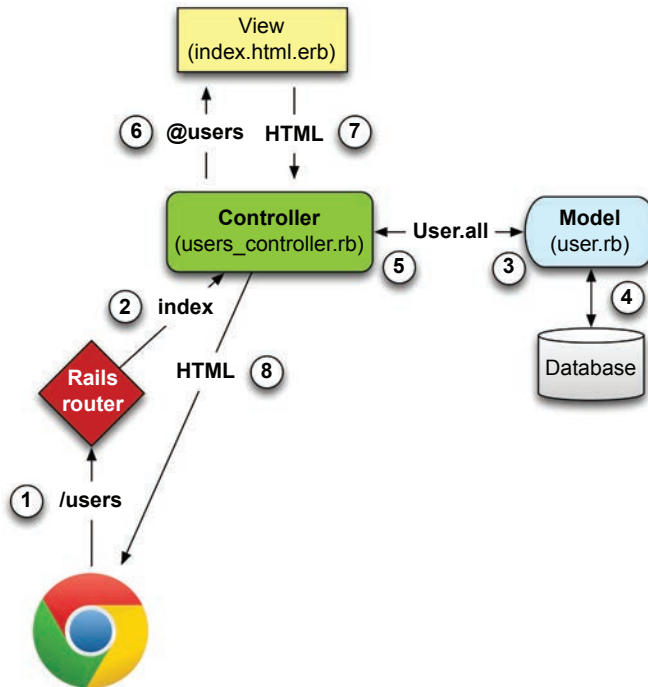 View
(index.html.erb)
6 @users HTML 7
Controller
(users_controller.rb)
User.all
Model
(user.rb)
5
3
2 index
4
HTML 8
Rails
router
Database
1 /users